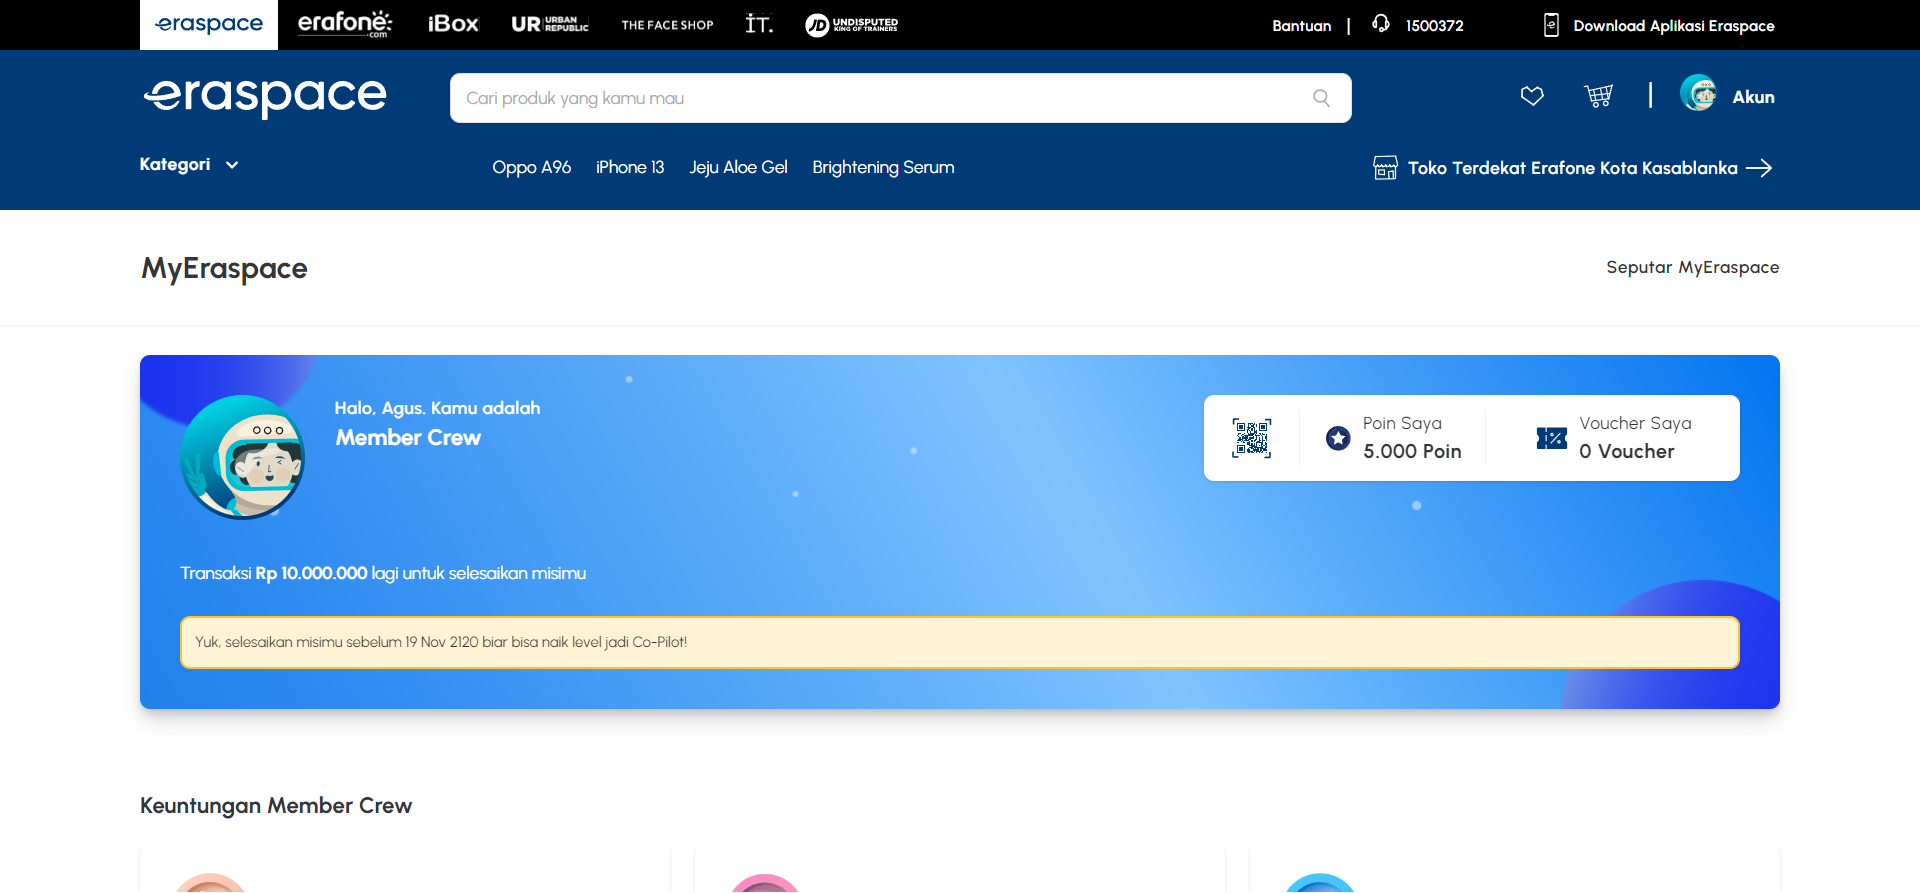 eraspace erafone.com iBox UR URBAN REPUBLIC THE FACE SHOP iT. JD UNDISPUTED KING OF TRAINERS Bantuan | 1500372 Download Aplikasi Eraspace
eraspace Cari produk yang kamu mau | Akun
Kategori Oppo A96 iPhone 13 Jeju Aloe Gel Brightening Serum Toko Terdekat Erafone Kota Kasablanka
MyEraspace Seputar MyEraspace
Halo, Agus. Kamu adalah
Member Crew
Poin Saya
5.000 Poin
Voucher Saya
0 Voucher
Transaksi Rp 10.000.000 lagi untuk selesaikan misimu
Yuk, selesaikan misimu sebelum 19 Nov 2120 biar bisa naik level jadi Co-Pilot!
Keuntungan Member Crew